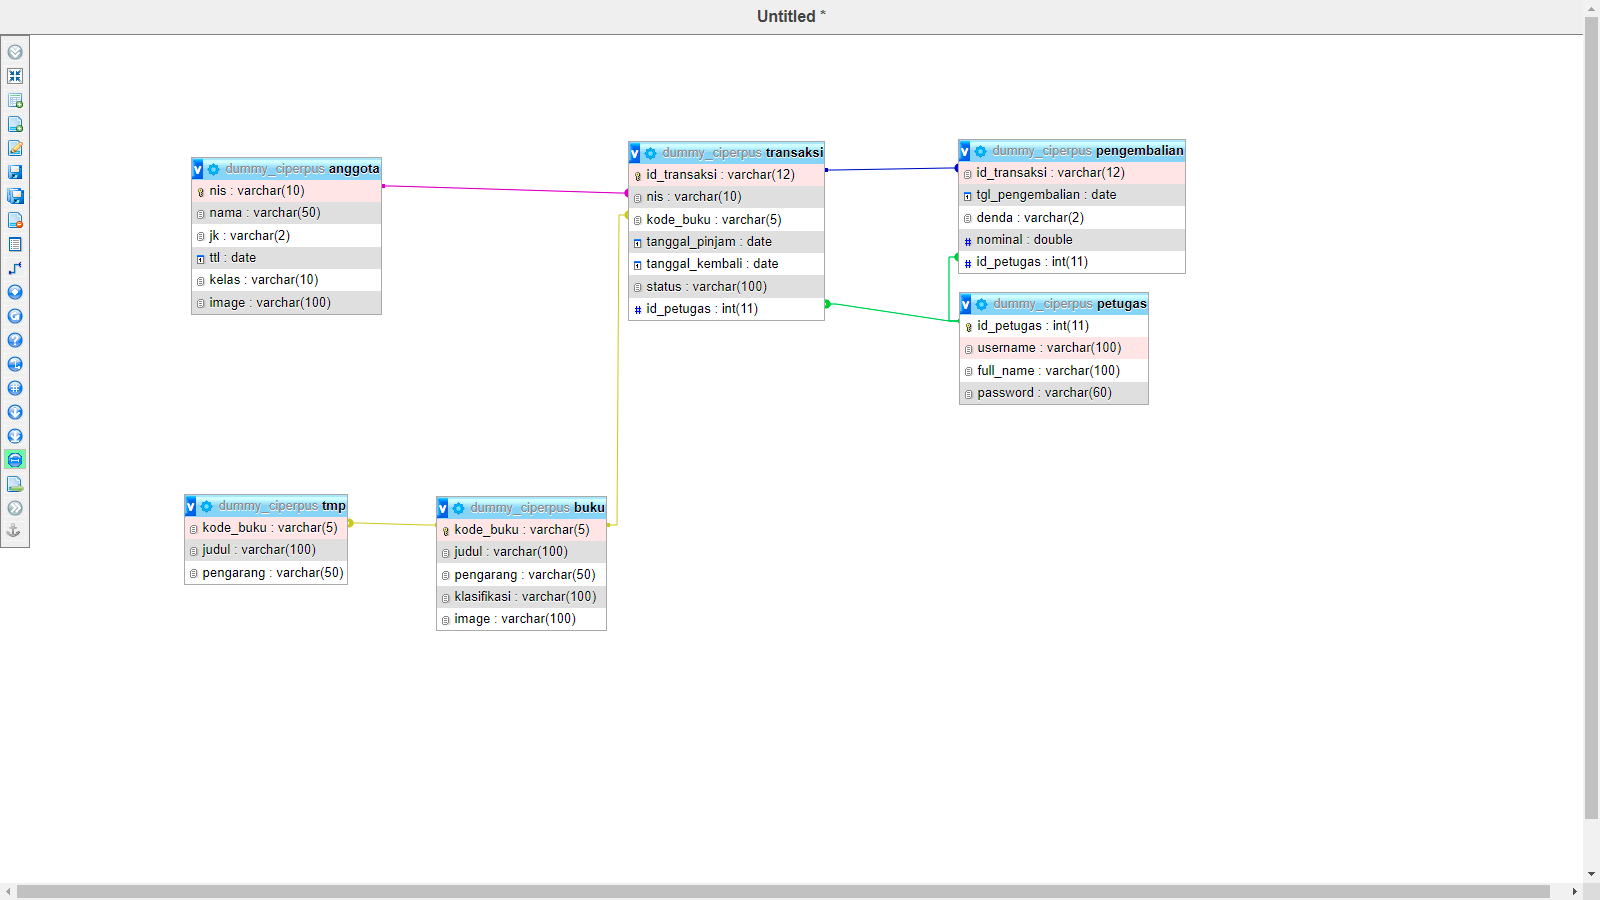 Untitled *
dummy_ciperpus anggota
nis : varchar(10)
nama : varchar(50)
jk : varchar(2)
ttl : date
kelas : varchar(10)
image : varchar(100)
dummy_ciperpus transaksi
id_transaksi : varchar(12)
nis : varchar(10)
kode_buku : varchar(5)
tanggal_pinjam : date
tanggal_kembali : date
status : varchar(100)
id_petugas : int(11)
dummy_ciperpus pengembalian
id_transaksi : varchar(12)
tgl_pengembalian : date
denda : varchar(2)
nominal : double
id_petugas : int(11)
dummy_ciperpus petugas
id_petugas : int(11)
username : varchar(100)
full_name : varchar(100)
password : varchar(60)
dummy_ciperpus tmp
kode_buku : varchar(5)
judul : varchar(100)
pengarang : varchar(50)
dummy_ciperpus buku
kode_buku : varchar(5)
judul : varchar(100)
pengarang : varchar(50)
klasifikasi : varchar(100)
image : varchar(100)